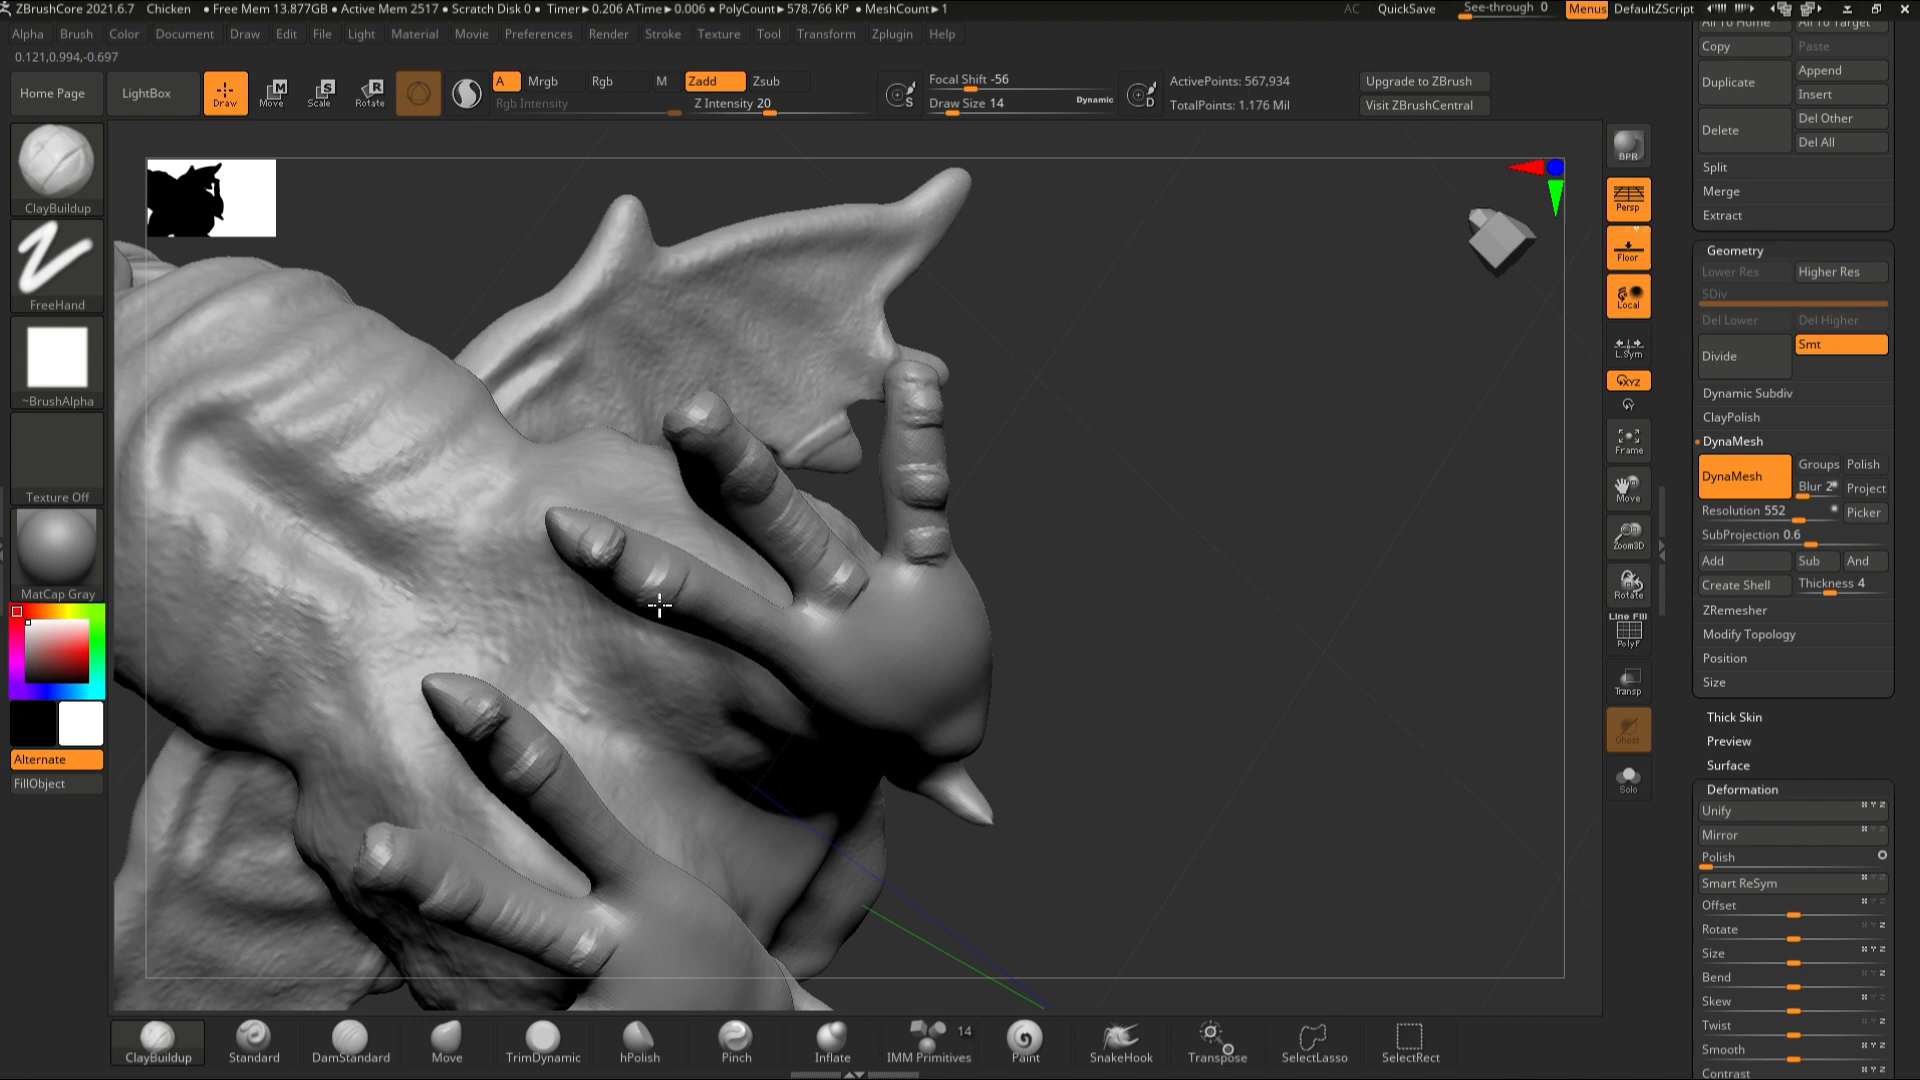 ZBrushCore 2021.6.7 Chicken ● Free Mem 13.877GB ● Active Mem 2517 ● Scratch Disk 0 ● Timer▶0.206 ATime▶0.006 ● PolyCount▶578.766 KP ● MeshCount▶1 AC QuickSave See-through 0 Menus DefaultZScript
Alpha Brush Color Document Draw Edit File Light Layer Material Movie Preferences Render Stroke Texture Tool Transform Zplugin Help
0.121,0.994,-0.697
Home Page LightBox Draw Move Scale Rotate A Mrgb Rgb M Zadd Zsub
Rgb Intensity Z Intensity 20
Focal Shift -56
Draw Size 14 Dynamic
ActivePoints: 567,934
TotalPoints: 1.176 Mil
Upgrade to ZBrush
Visit ZBrushCentral
ClayBuildup
FreeHand
~BrushAlpha
Texture Off
MatCap Gray
Alternate
FillObject
BPR
Persp
Floor
Local
L.Sym
XYZ
Frame
Move
Zoom3D
Rotate
Line Fill
PolyF
Transp
Ghost
Solo
All To Home All To Target
Copy Paste
Duplicate Append
Insert
Delete Del Other
Del All
Split
Merge
Extract
Geometry
Lower Res Higher Res
SDiv
Del Lower Del Higher
Divide Smt
Dynamic Subdiv
ClayPolish
DynaMesh
DynaMesh Groups Polish
Blur 2 Project
Resolution 552 Picker
SubProjection 0.6
Add Sub And
Create Shell Thickness 4
ZRemesher
Modify Topology
Position
Size
Thick Skin
Preview
Surface
Deformation
Unify
Mirror
Polish
Smart ReSym
Offset
Rotate
Size
Bend
Skew
Twist
Smooth
Contrast
ClayBuildup Standard DamStandard Move TrimDynamic hPolish Pinch Inflate IMM Primitives 14 Paint SnakeHook Transpose SelectLasso SelectRect